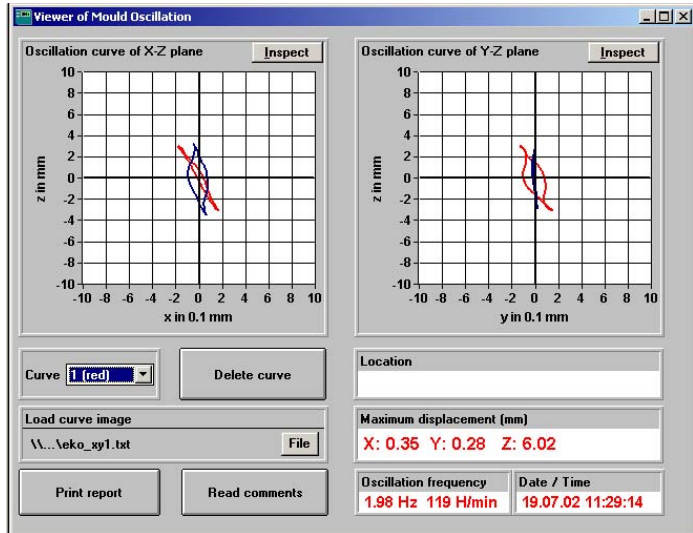 Viewer of Mould Oscillation
Oscillation curve of X-Z plane
Inspect
10
8
6
4
2
0
-2
-4
-6
-8
-10
z in mm
-10 -8 -6 -4 -2 0 2 4 6 8 10
x in 0.1 mm
Oscillation curve of Y-Z plane
Inspect
10
8
6
4
2
0
-2
-4
-6
-8
-10
z in mm
-10 -8 -6 -4 -2 0 2 4 6 8 10
y in 0.1 mm
Curve 1 (red)
Delete curve
Location
Load curve image
\\...\eko_xy1.txt
File
Maximum displacement (mm)
X: 0.35 Y: 0.28 Z: 6.02
Print report
Read comments
Oscillation frequency
1.98 Hz 119 H/min
Date / Time
19.07.02 11:29:14